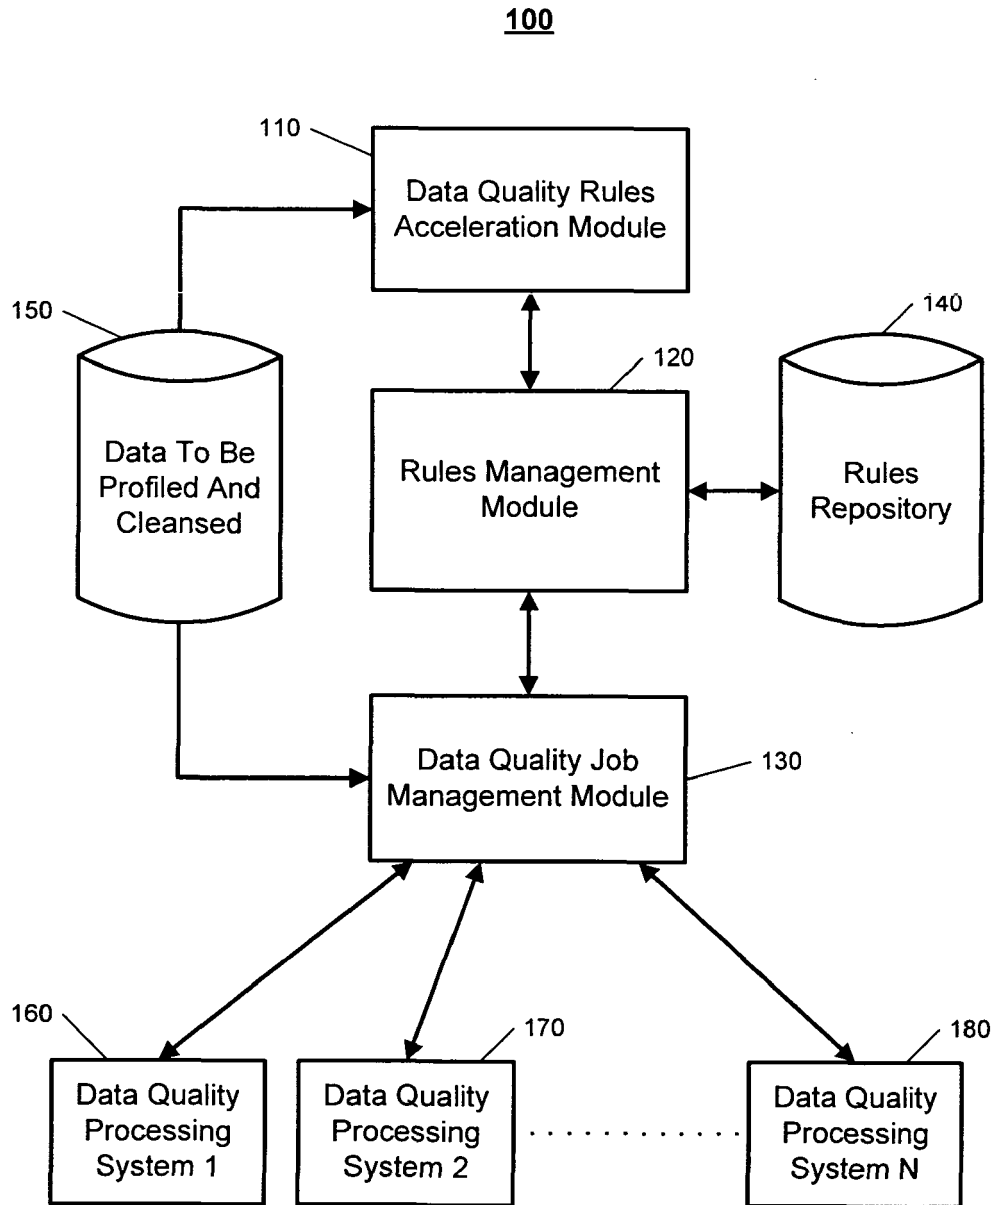 100
110
Data Quality Rules
Acceleration Module
150
140
120
Data To Be
Profiled And
Cleansed
Rules Management
Module
Rules
Repository
Data Quality Job
Management Module
130
160
170
180
Data Quality
Processing
System 1
Data Quality
Processing
System 2
Data Quality
Processing
System N